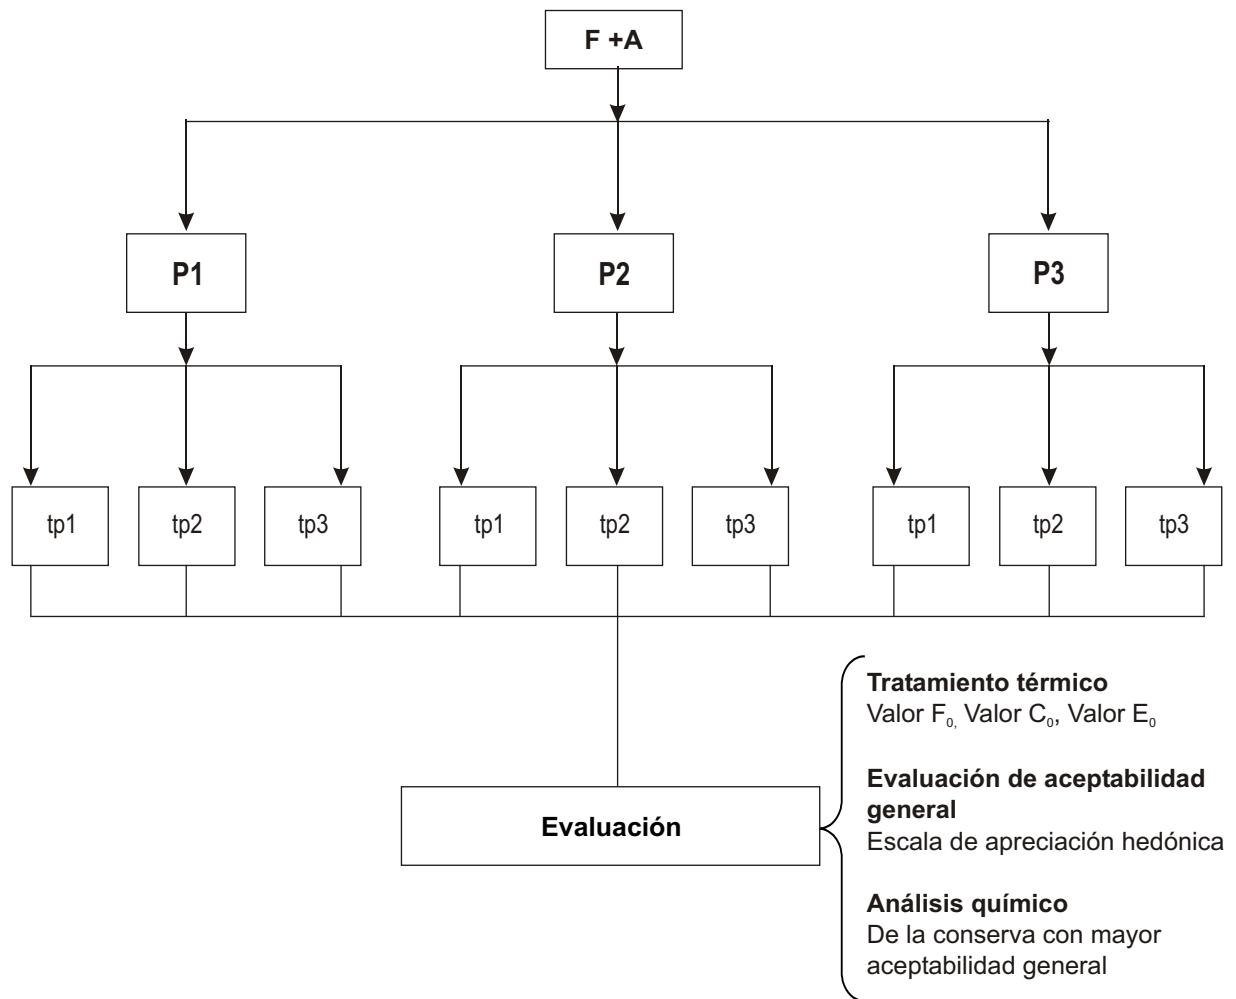 F +A
P1
P2
P3
tp1
tp2
tp3
tp1
tp2
tp3
tp1
tp2
tp3
Evaluación
Tratamiento térmico
Valor F₀, Valor C₀, Valor E₀
Evaluación de aceptabilidad
general
Escala de apreciación hedónica
Análisis químico
De la conserva con mayor
aceptabilidad general